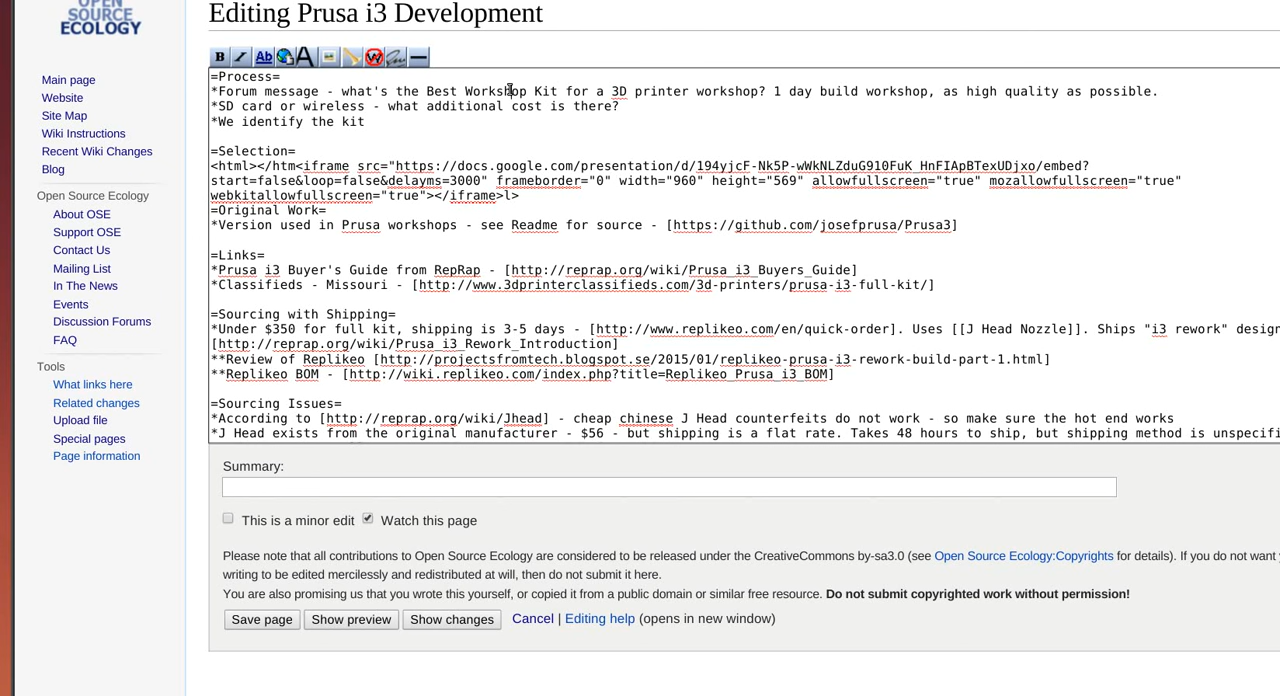 OPEN
SOURCE
ECOLOGY
Editing Prusa i3 Development
Main page
Website
Site Map
Wiki Instructions
Recent Wiki Changes
Blog
Open Source Ecology
About OSE
Support OSE
Contact Us
Mailing List
In The News
Events
Discussion Forums
FAQ
Tools
What links here
Related changes
Upload file
Special pages
Page information
B I Ab A W
=Process=
*Forum message - what's the Best Workshop Kit for a 3D printer workshop? 1 day build workshop, as high quality as possible.
*SD card or wireless - what additional cost is there?
*We identify the kit
=Selection=
<html></htm<iframe src="https://docs.google.com/presentation/d/194yjcF-Nk5P-wWkNLZduG910FuK_HnFIApBTexUDjxo/embed?
start=false&loop=false&delayms=3000" frameborder="0" width="960" height="569" allowfullscreen="true" mozallowfullscreen="true"
webkitallowfullscreen="true"></iframe>l>
=Original Work=
*Version used in Prusa workshops - see Readme for source - [https://github.com/josefprusa/Prusa3]
=Links=
*Prusa i3 Buyer's Guide from RepRap - [http://reprap.org/wiki/Prusa_i3_Buyers_Guide]
*Classifieds - Missouri - [http://www.3dprinterclassifieds.com/3d-printers/prusa-i3-full-kit/]
=Sourcing with Shipping=
*Under $350 for full kit, shipping is 3-5 days - [http://www.replikeo.com/en/quick-order]. Uses [[J Head Nozzle]]. Ships "i3 rework" design
[http://reprap.org/wiki/Prusa_i3_Rework_Introduction]
**Review of Replikeo [http://projectsfromtech.blogspot.se/2015/01/replikeo-prusa-i3-rework-build-part-1.html]
**Replikeo BOM - [http://wiki.replikeo.com/index.php?title=Replikeo_Prusa_i3_BOM]
=Sourcing Issues=
*According to [http://reprap.org/wiki/Jhead] - cheap chinese J Head counterfeits do not work - so make sure the hot end works
*J Head exists from the original manufacturer - $56 - but shipping is a flat rate. Takes 48 hours to ship, but shipping method is unspecifi
Summary:
This is a minor edit Watch this page
Please note that all contributions to Open Source Ecology are considered to be released under the CreativeCommons by-sa3.0 (see Open Source Ecology:Copyrights for details). If you do not want
writing to be edited mercilessly and redistributed at will, then do not submit it here.
You are also promising us that you wrote this yourself, or copied it from a public domain or similar free resource. Do not submit copyrighted work without permission!
Save page Show preview Show changes Cancel | Editing help (opens in new window)